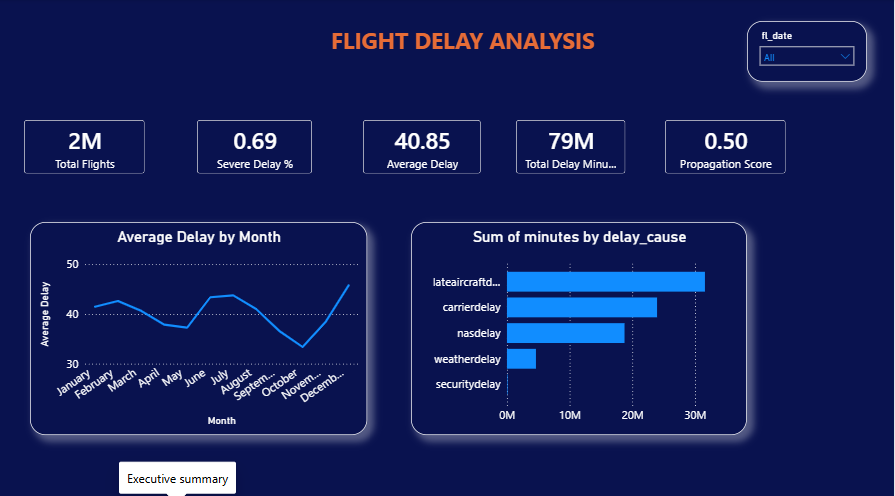 FLIGHT DELAY ANALYSIS
fl_date
All
2M
Total Flights
0.69
Severe Delay %
40.85
Average Delay
79M
Total Delay Minu...
0.50
Propagation Score
Average Delay by Month
50
40
30
Average Delay
January
February
March
April
May
June
July
August
Septem...
October
Novem...
Decemb...
Month
Sum of minutes by delay_cause
lateaircraftd...
carrierdelay
nasdelay
weatherdelay
securitydelay
0M 10M 20M 30M
Executive summary